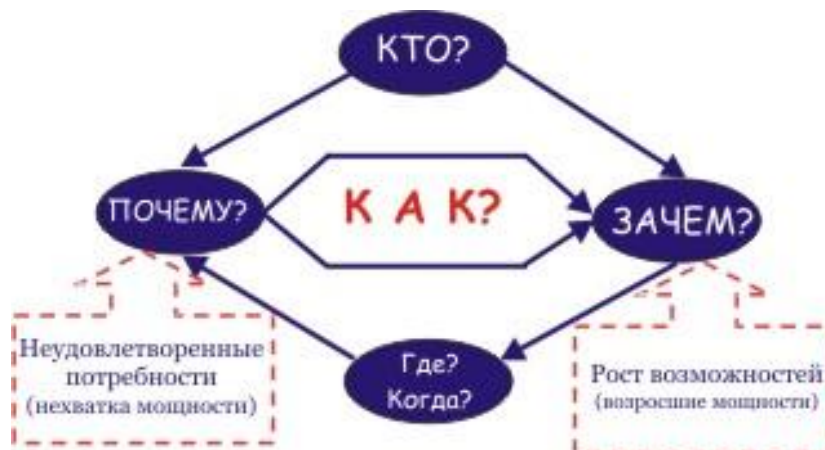 КТО?
ПОЧЕМУ?
К А К?
ЗАЧЕМ?
Неудовлетворенные
потребности
(нехватка мощности)
Где?
Когда?
Рост возможностей
(возросшие мощности)